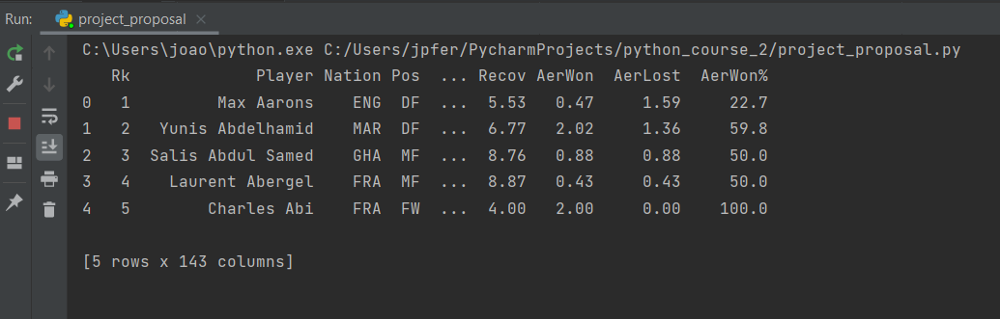 Run: project_proposal
C:\Users\joao\python.exe C:/Users/jpfer/PycharmProjects/python_course_2/project_proposal.py
   Rk              Player Nation Pos  ... Recov AerWon  AerLost  AerWon%
0   1          Max Aarons    ENG  DF  ...  5.53   0.47     1.59     22.7
1   2    Yunis Abdelhamid    MAR  DF  ...  6.77   2.02     1.36     59.8
2   3   Salis Abdul Samed    GHA  MF  ...  8.76   0.88     0.88     50.0
3   4     Laurent Abergel    FRA  MF  ...  8.87   0.43     0.43     50.0
4   5         Charles Abi    FRA  FW  ...  4.00   2.00     0.00    100.0
[5 rows x 143 columns]